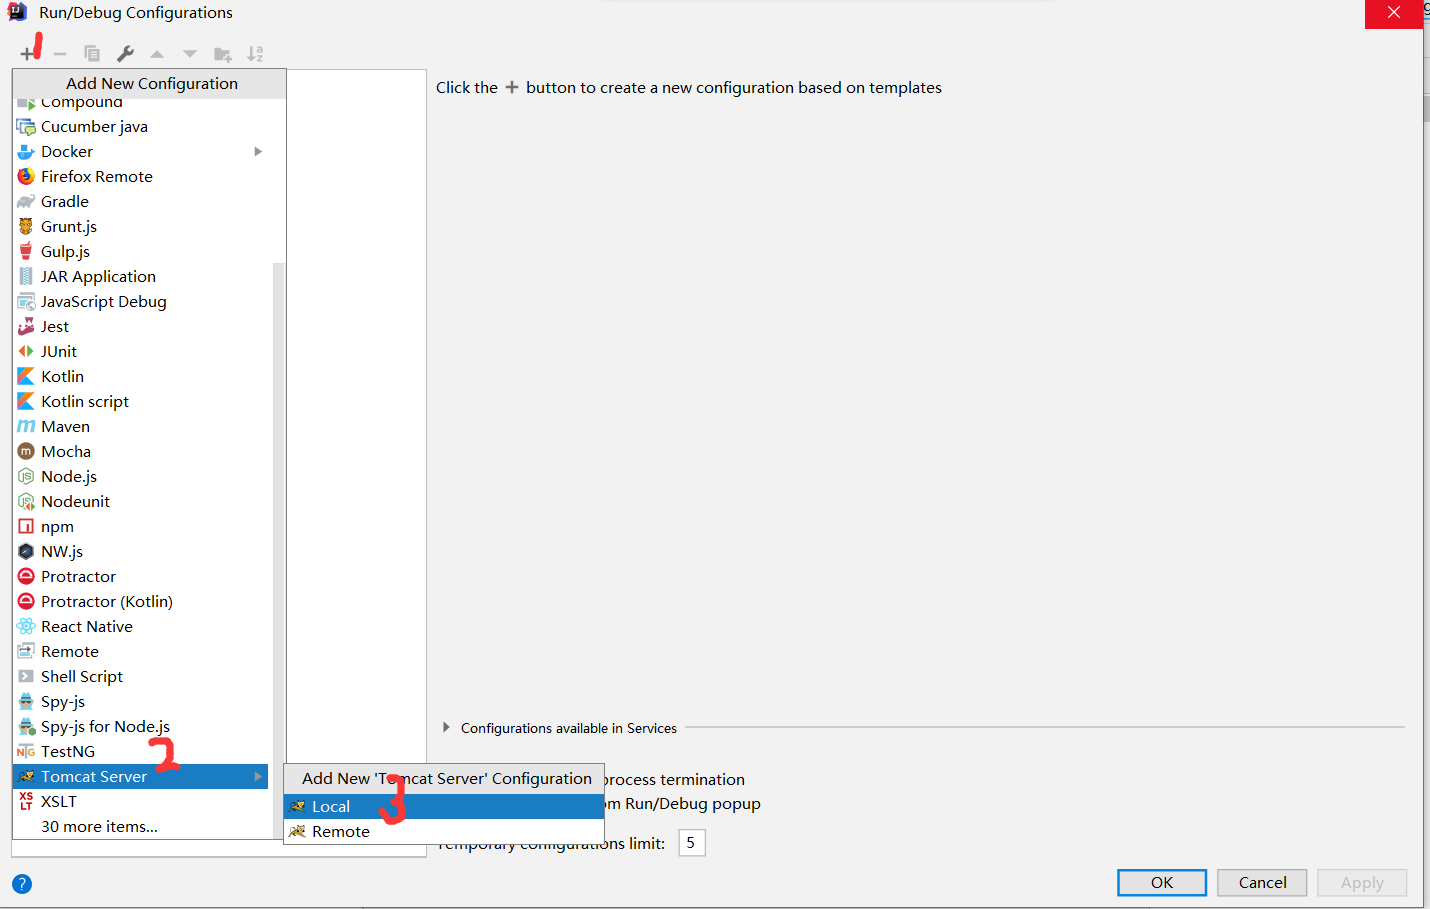 Run/Debug Configurations
1
Add New Configuration
Click the + button to create a new configuration based on templates
Compound
Cucumber java
Docker
Firefox Remote
Gradle
Grunt.js
Gulp.js
JAR Application
JavaScript Debug
Jest
JUnit
Kotlin
Kotlin script
Maven
Mocha
Node.js
Nodeunit
npm
NW.js
Protractor
Protractor (Kotlin)
React Native
Remote
Shell Script
Spy-js
Spy-js for Node.js
Configurations available in Services
TestNG
2
Tomcat Server
Add New 'Tomcat Server' Configuration
process termination
Local
3
om Run/Debug popup
XSLT
Remote
30 more items...
Temporary configurations limit: 5
? OK Cancel Apply